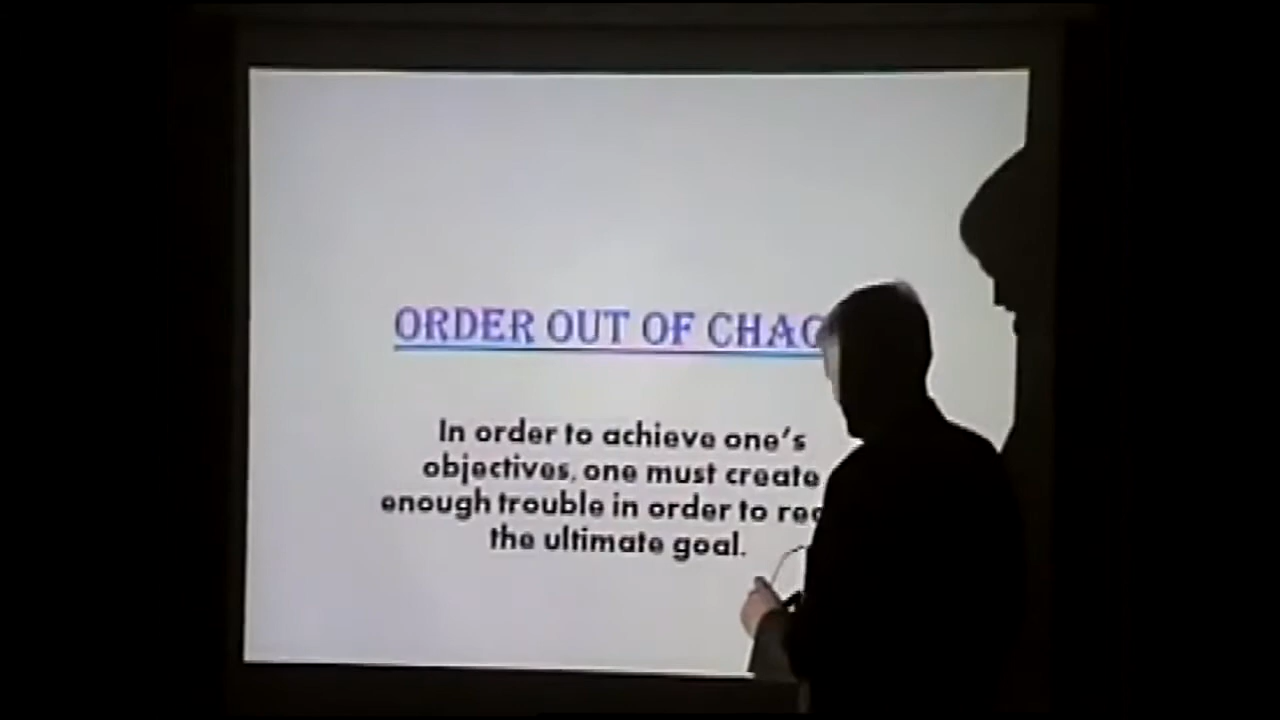 ORDER OUT OF
In order to achieve one's
objectives, one must create
enough trouble in order to
the ultimate goal.